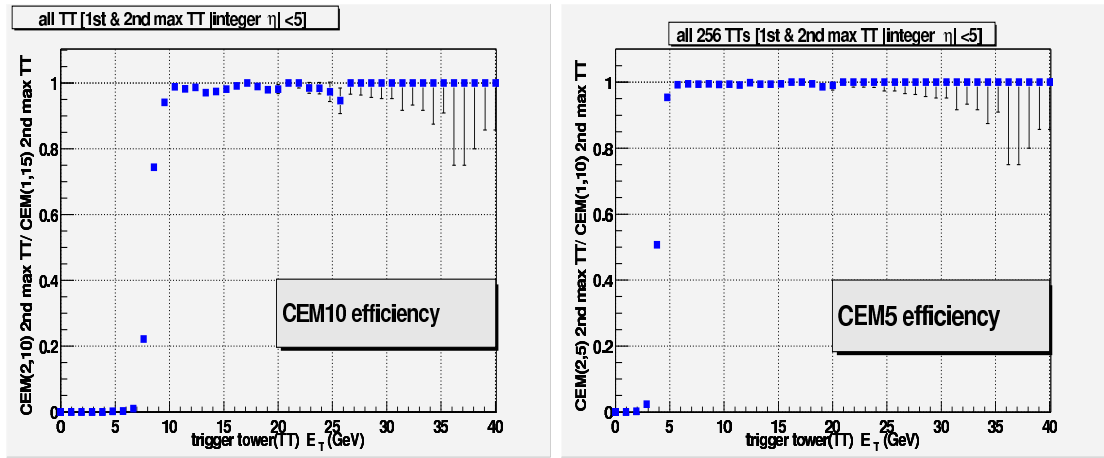 all TT [1st & 2nd max TT |integer η| <5]
CEM(2,10) 2nd max TT/ CEM(1,15) 2nd max TT
1
0.8
0.6
0.4
0.2
0
CEM10 efficiency
0 5 10 15 20 25 30 35 40
trigger tower(TT) E_T (GeV)
all 256 TTs [1st & 2nd max TT |integer η| <5]
CEM(2,5) 2nd max TT/ CEM(1,10) 2nd max TT
1
0.8
0.6
0.4
0.2
0
CEM5 efficiency
0 5 10 15 20 25 30 35 40
trigger tower(TT) E_T (GeV)